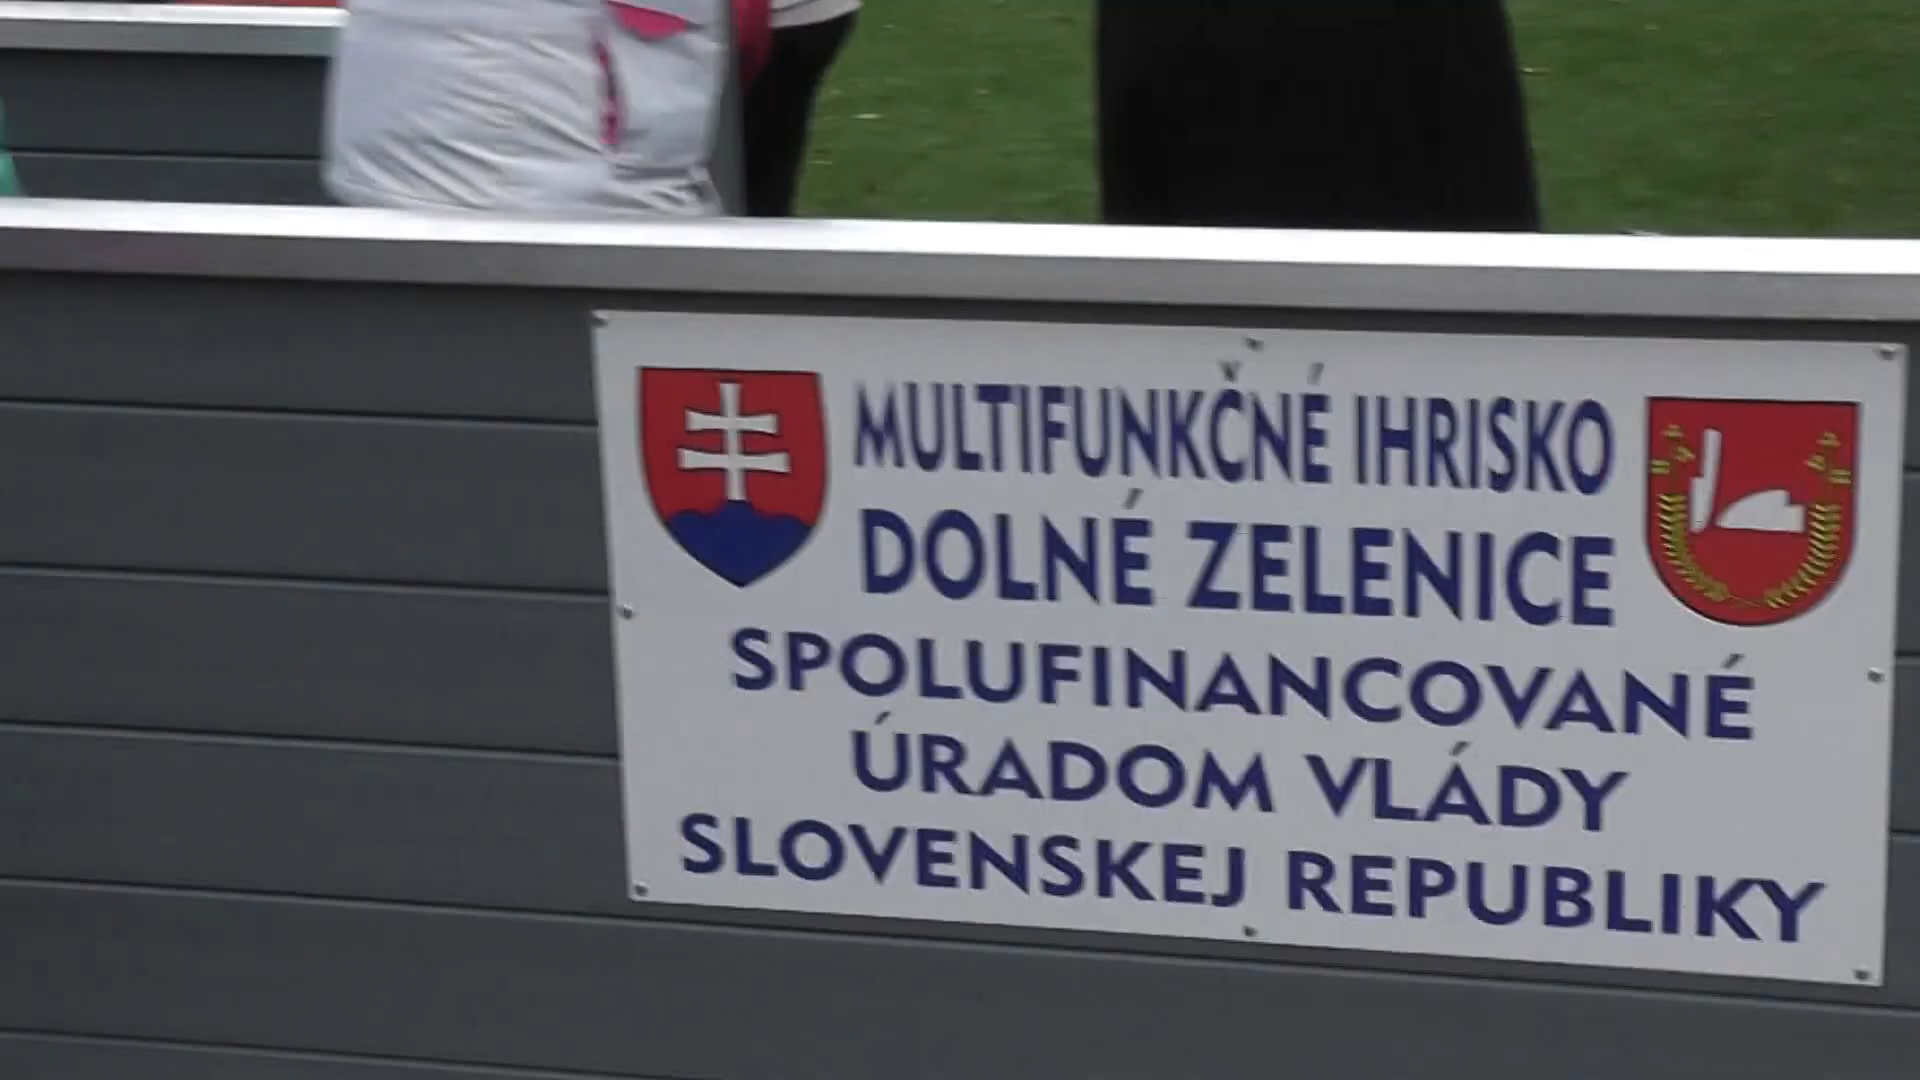 MULTIFUNKČNÉ IHRISKO
DOLNÉ ZELENICE
SPOLUFINANCOVANÉ
ÚRADOM VLÁDY
SLOVENSKEJ REPUBLIKY